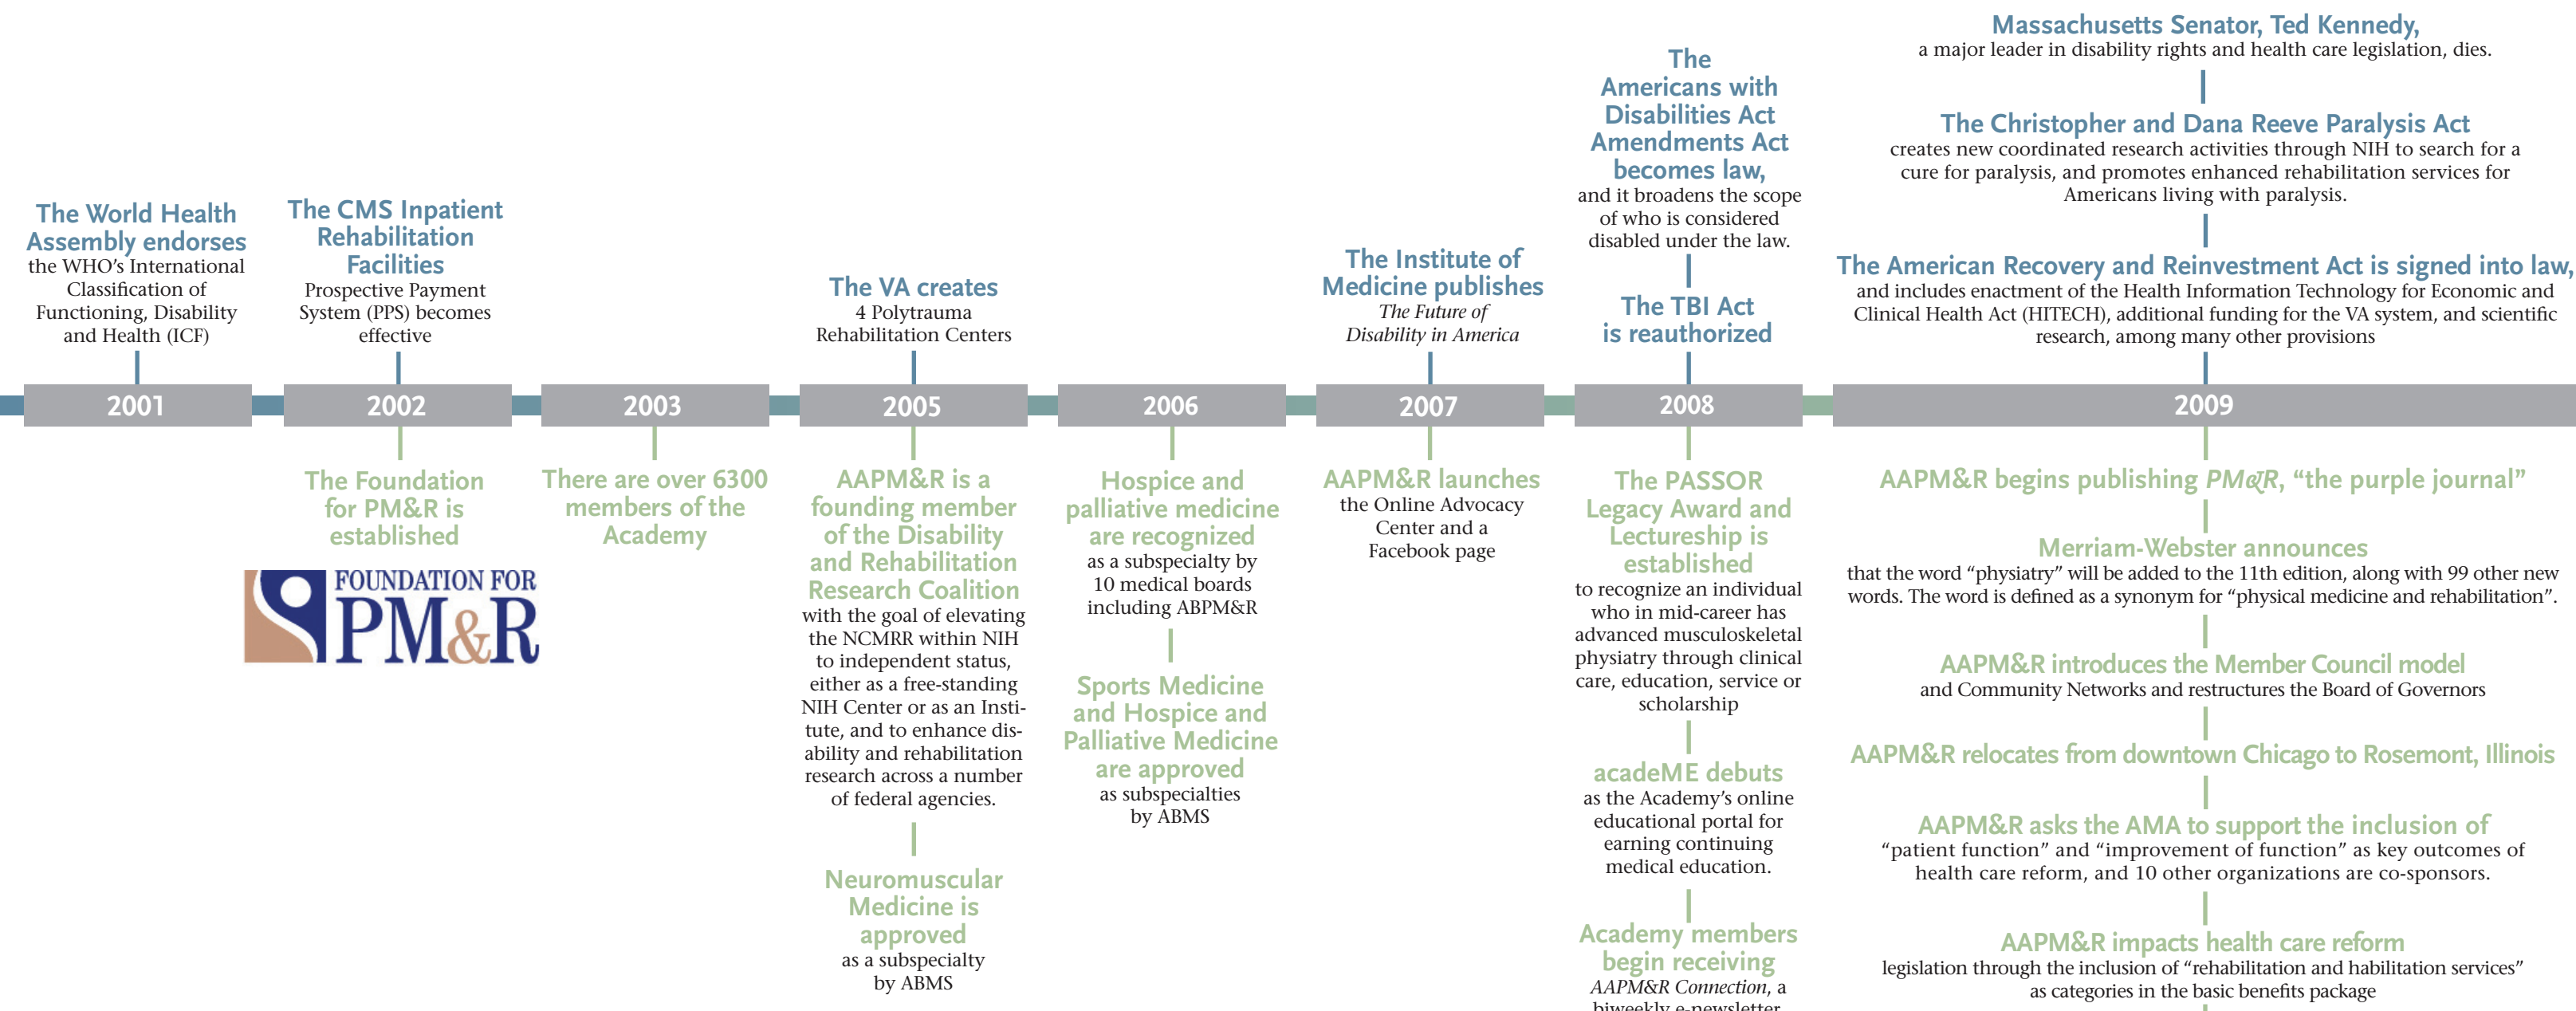 The World Health
Assembly endorses
the WHO’s International
Classification of
Functioning, Disability
and Health (ICF)
2001
The CMS Inpatient
Rehabilitation
Facilities
Prospective Payment
System (PPS) becomes
effective
2002
The Foundation
for PM&R is
established
FOUNDATION FOR
PM&R
2003
There are over 6300
members of the
Academy
The VA creates
4 Polytrauma
Rehabilitation Centers
2005
AAPM&R is a
founding member
of the Disability
and Rehabilitation
Research Coalition
with the goal of elevating
the NCMRR within NIH
to independent status,
either as a free-standing
NIH Center or as an Insti-
tute, and to enhance dis-
ability and rehabilitation
research across a number
of federal agencies.
Neuromuscular
Medicine is
approved
as a subspecialty
by ABMS
2006
Hospice and
palliative medicine
are recognized
as a subspecialty by
10 medical boards
including ABPM&R
Sports Medicine
and Hospice and
Palliative Medicine
are approved
as subspecialties
by ABMS
The Institute of
Medicine publishes
The Future of
Disability in America
2007
AAPM&R launches
the Online Advocacy
Center and a
Facebook page
The
Americans with
Disabilities Act
Amendments Act
becomes law,
and it broadens the scope
of who is considered
disabled under the law.
The TBI Act
is reauthorized
2008
The PASSOR
Legacy Award and
Lectureship is
established
to recognize an individual
who in mid-career has
advanced musculoskeletal
physiatry through clinical
care, education, service or
scholarship
acadeME debuts
as the Academy’s online
educational portal for
earning continuing
medical education.
Academy members
begin receiving
AAPM&R Connection, a
biweekly e-newsletter
Massachusetts Senator, Ted Kennedy,
a major leader in disability rights and health care legislation, dies.
The Christopher and Dana Reeve Paralysis Act
creates new coordinated research activities through NIH to search for a
cure for paralysis, and promotes enhanced rehabilitation services for
Americans living with paralysis.
The American Recovery and Reinvestment Act is signed into law,
and includes enactment of the Health Information Technology for Economic and
Clinical Health Act (HITECH), additional funding for the VA system, and scientific
research, among many other provisions
2009
AAPM&R begins publishing PM&R, “the purple journal”
Merriam-Webster announces
that the word “physiatry” will be added to the 11th edition, along with 99 other new
words. The word is defined as a synonym for “physical medicine and rehabilitation”.
AAPM&R introduces the Member Council model
and Community Networks and restructures the Board of Governors
AAPM&R relocates from downtown Chicago to Rosemont, Illinois
AAPM&R asks the AMA to support the inclusion of
“patient function” and “improvement of function” as key outcomes of
health care reform, and 10 other organizations are co-sponsors.
AAPM&R impacts health care reform
legislation through the inclusion of “rehabilitation and habilitation services”
as categories in the basic benefits package